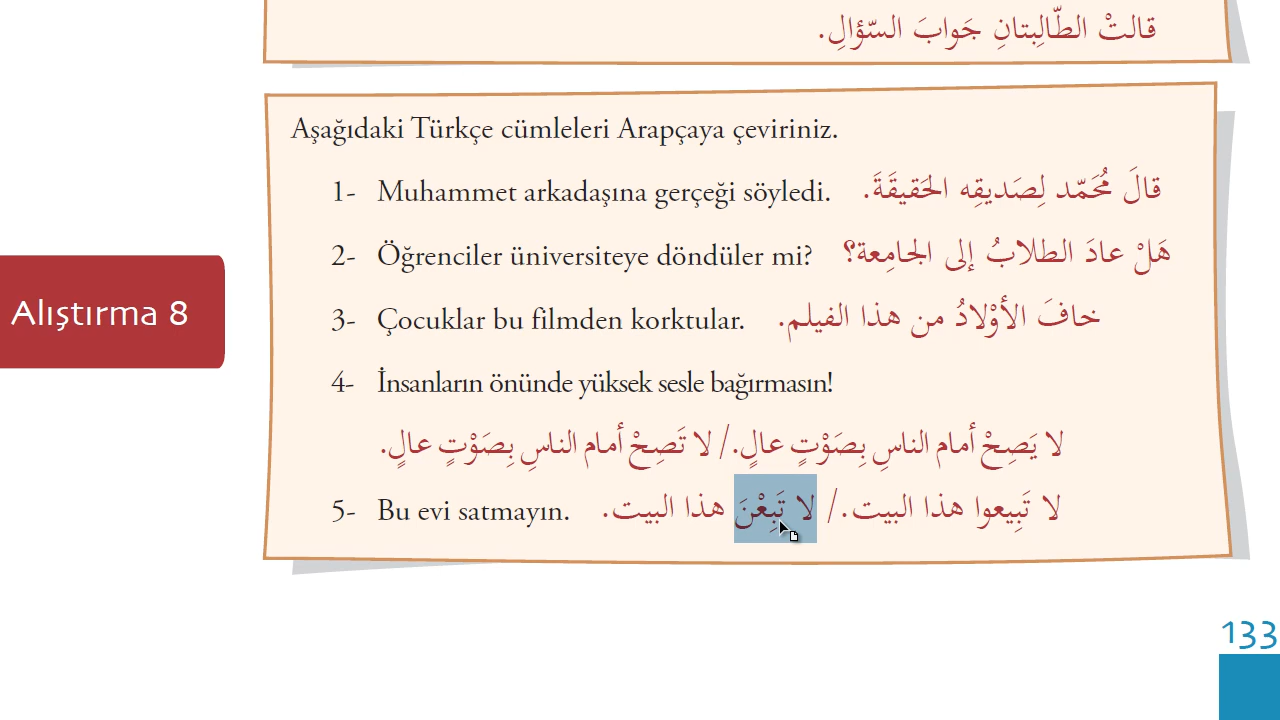 قالتْ الطّالِبتانِ جَوابَ السّؤالِ.
Aşağıdaki Türkçe cümleleri Arapçaya çeviriniz.
1- Muhammet arkadaşına gerçeği söyledi. قالَ مُحَمّد لِصَديقِه الحَقيقَةَ.
2- Öğrenciler üniversiteye döndüler mi? هَلْ عادَ الطلابُ إلى الجامِعة؟
Alıştırma 8
3- Çocuklar bu filmden korktular. خافَ الأوْلادُ من هذا الفيلم.
4- İnsanların önünde yüksek sesle bağırmasın!
لا يَصِحْ أمام الناسِ بِصَوْتٍ عالٍ./ لا تَصِحْ أمام الناسِ بِصَوْتٍ عالٍ.
5- Bu evi satmayın. لا تَبِيعوا هذا البيت./ لا تَبِعْنَ هذا البيت.
133